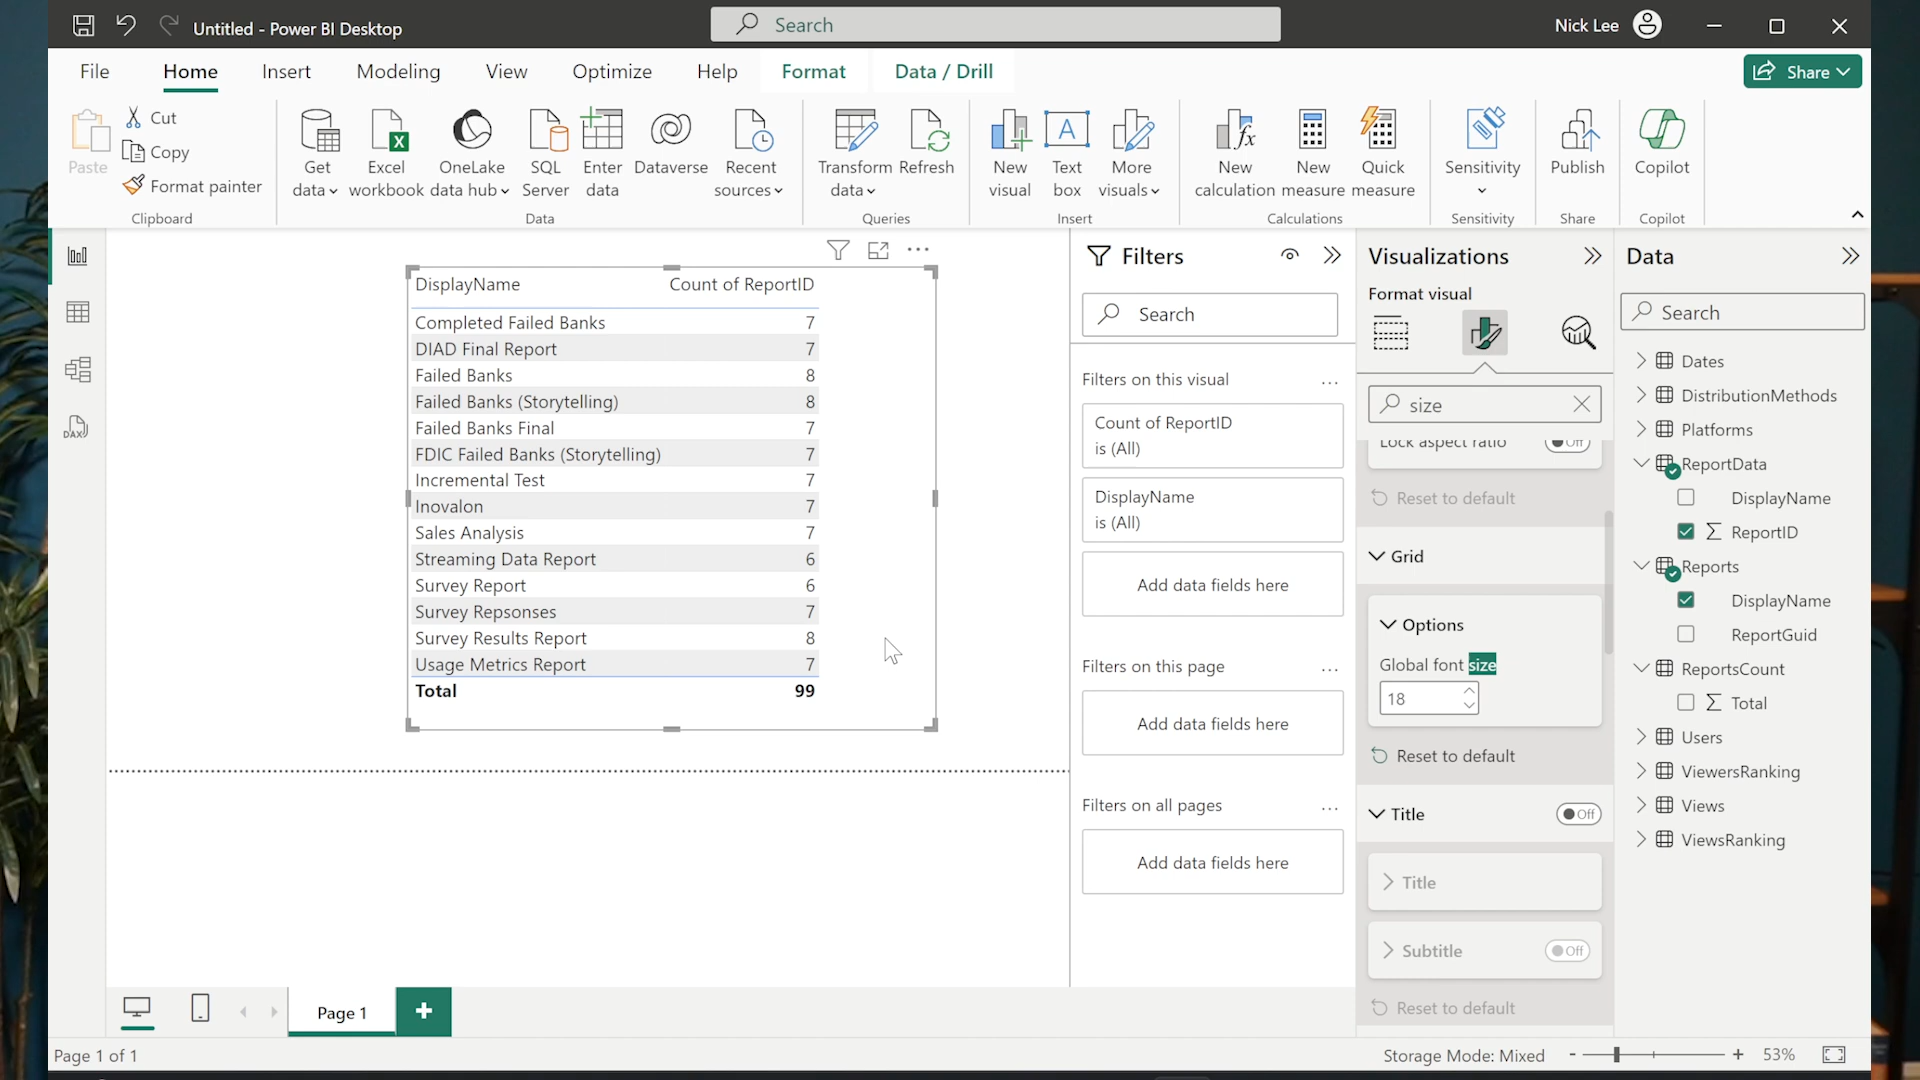 Untitled - Power BI Desktop
Search
Nick Lee
File
Home
Insert
Modeling
View
Optimize
Help
Format
Data / Drill
Share
Paste
Cut
Copy
Format painter
Clipboard
Get
data
Excel
workbook
OneLake
data hub
SQL
Server
Enter
data
Dataverse
Recent
sources
Data
Transform
data
Refresh
Queries
New
visual
A
Text
box
More
visuals
Insert
New
calculation
New
measure
Quick
measure
Calculations
Sensitivity
Sensitivity
Publish
Share
Copilot
Copilot
DAX
DisplayName Count of ReportID
Completed Failed Banks 7
DIAD Final Report 7
Failed Banks 8
Failed Banks (Storytelling) 8
Failed Banks Final 7
FDIC Failed Banks (Storytelling) 7
Incremental Test 7
Inovalon 7
Sales Analysis 7
Streaming Data Report 6
Survey Report 6
Survey Repsonses 7
Survey Results Report 8
Usage Metrics Report 7
Total 99
Filters
Search
Filters on this visual
Count of ReportID
is (All)
DisplayName
is (All)
Add data fields here
Filters on this page
Add data fields here
Filters on all pages
Add data fields here
Visualizations
Format visual
size
Lock aspect ratio Off
Reset to default
Grid
Options
Global font size
18
Reset to default
Title Off
Title
Subtitle Off
Reset to default
Data
Search
Dates
DistributionMethods
Platforms
ReportData
DisplayName
ReportID
Reports
DisplayName
ReportGuid
ReportsCount
Total
Users
ViewersRanking
Views
ViewsRanking
Page 1
Page 1 of 1
Storage Mode: Mixed
- + 53%